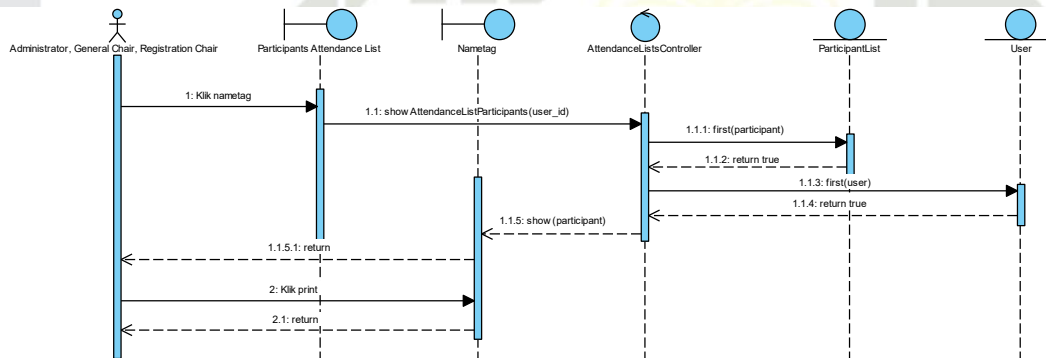 Administrator, General Chair, Registration Chair
Participants Attendance List
Nametag
AttendanceListsController
ParticipantList
User
1: Klik nametag
1.1: show AttendanceListParticipants(user_id)
1.1.1: first(participant)
1.1.2: return true
1.1.3: first(user)
1.1.4: return true
1.1.5: show (participant)
1.1.5.1: return
2: Klik print
2.1: return